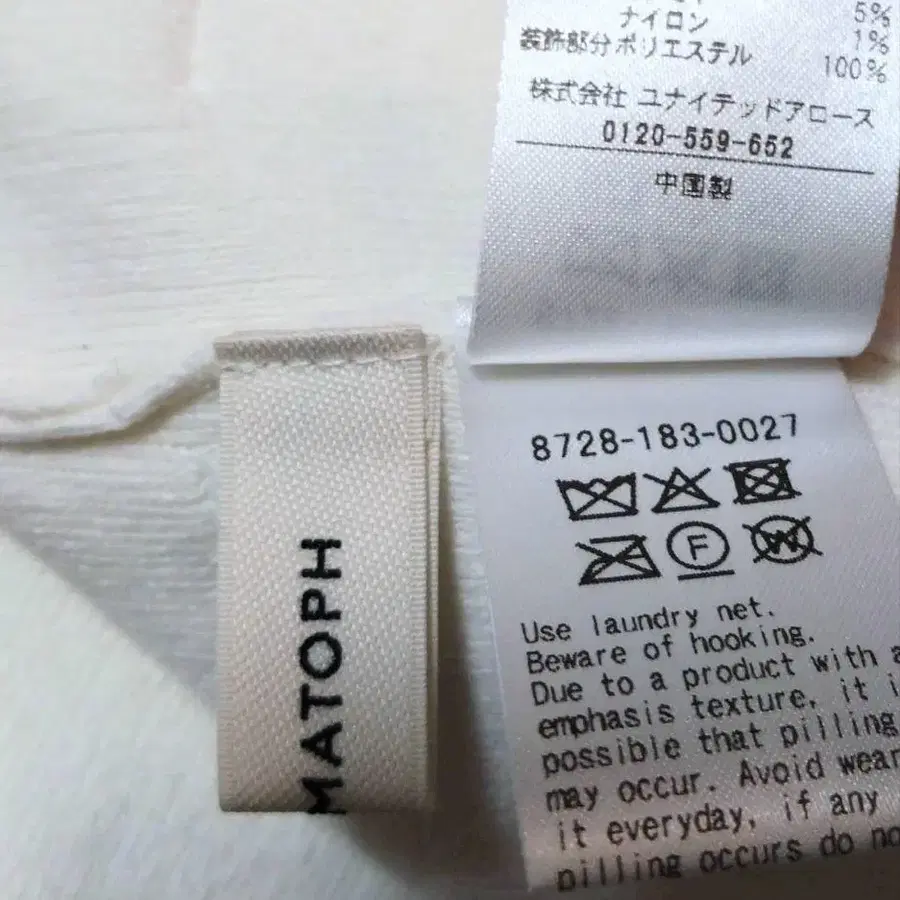 5%
ナイロン 1%
装飾部分ポリエステル 100%
株式会社 ユナイテッドアローズ
0120-559-652
中国製
MATOPH
8728-183-0027
F
W
Use laundry net.
Beware of hooking.
Due to a product with a
emphasis texture, it i
possible that pilling
may occur. Avoid wear
it everyday, if any
pilling occurs do no